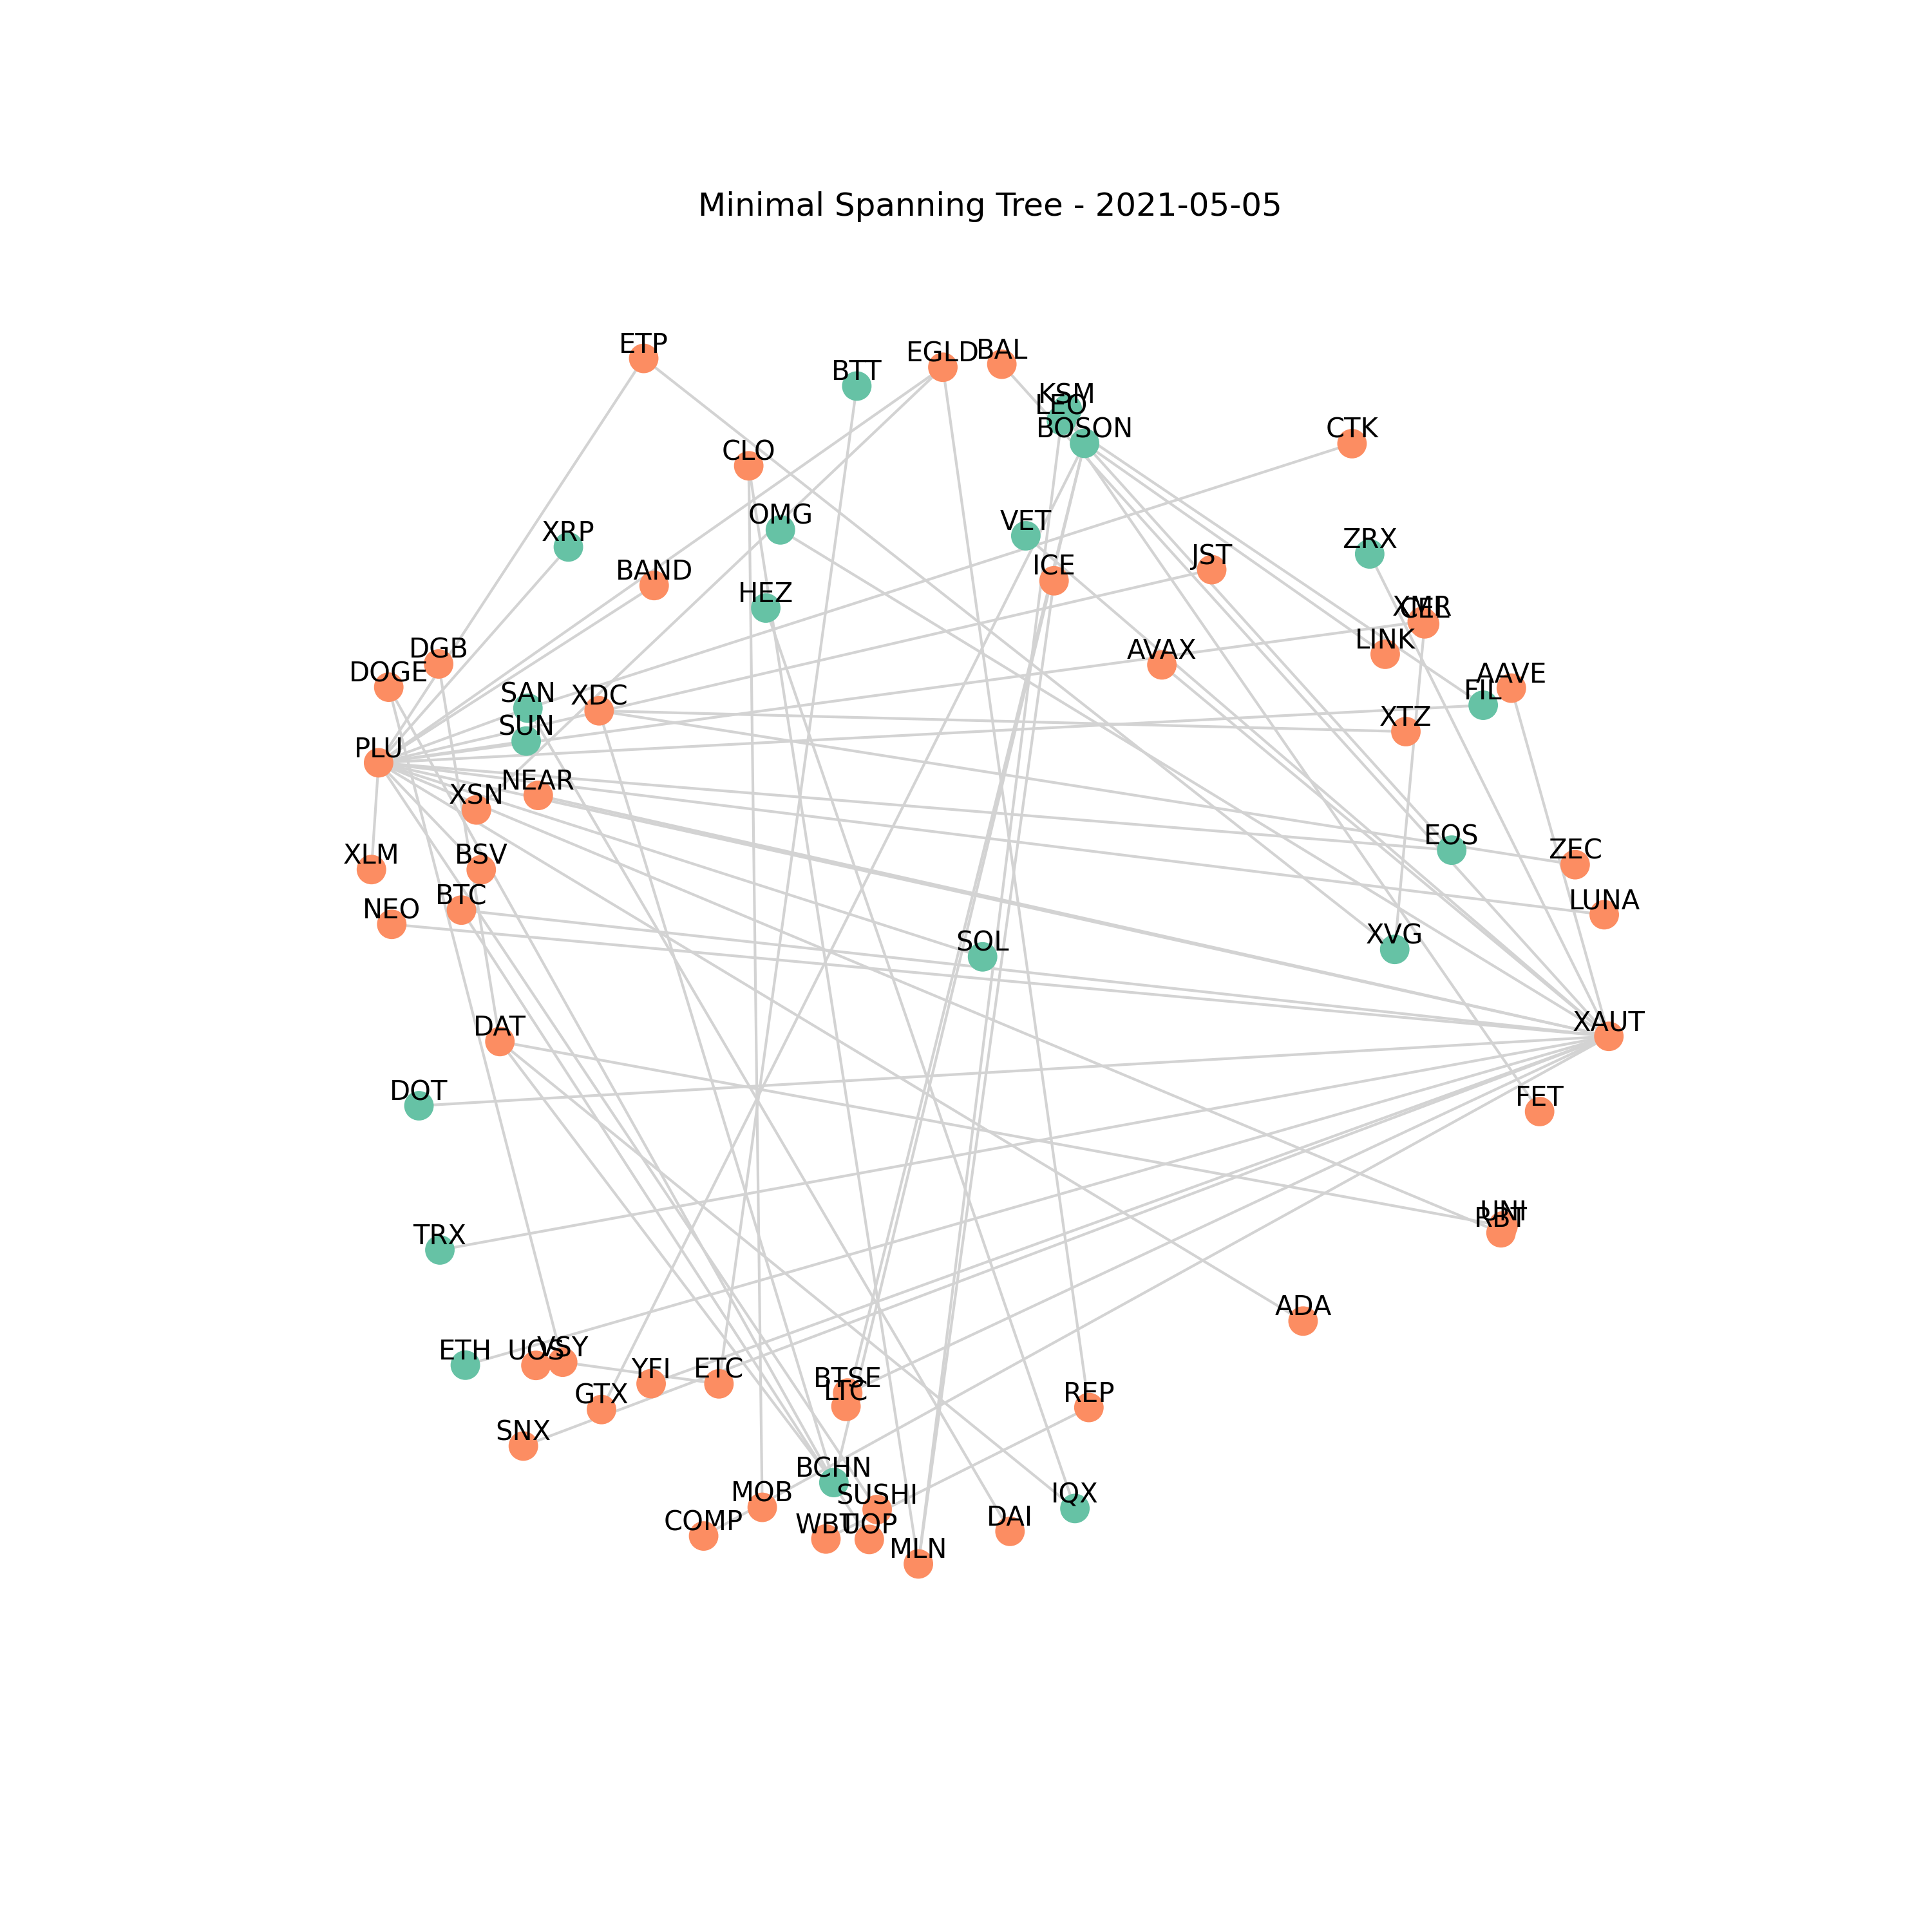 Minimal Spanning Tree - 2021-05-05
ETP
BTT
EGLD
BAL
KSM
LEO
BOSON
CTK
CLO
OMG
VET
XRP
ZRX
JST
ICE
BAND
HEZ
XMR
CEL
LINK
DGB
AVAX
DOGE
AAVE
SAN
XDC
FIL
SUN
XTZ
PLU
NEAR
XSN
EOS
XLM
BSV
ZEC
BTC
LUNA
NEO
SOL
XVG
DAT
XAUT
DOT
FET
UNI
RBT
TRX
ADA
ETH
UOS
VSY
YFI
ETC
BTSE
LTC
REP
GTX
SNX
BCHN
MOB
SUSHI
IQX
COMP
WBT
UOP
DAI
MLN